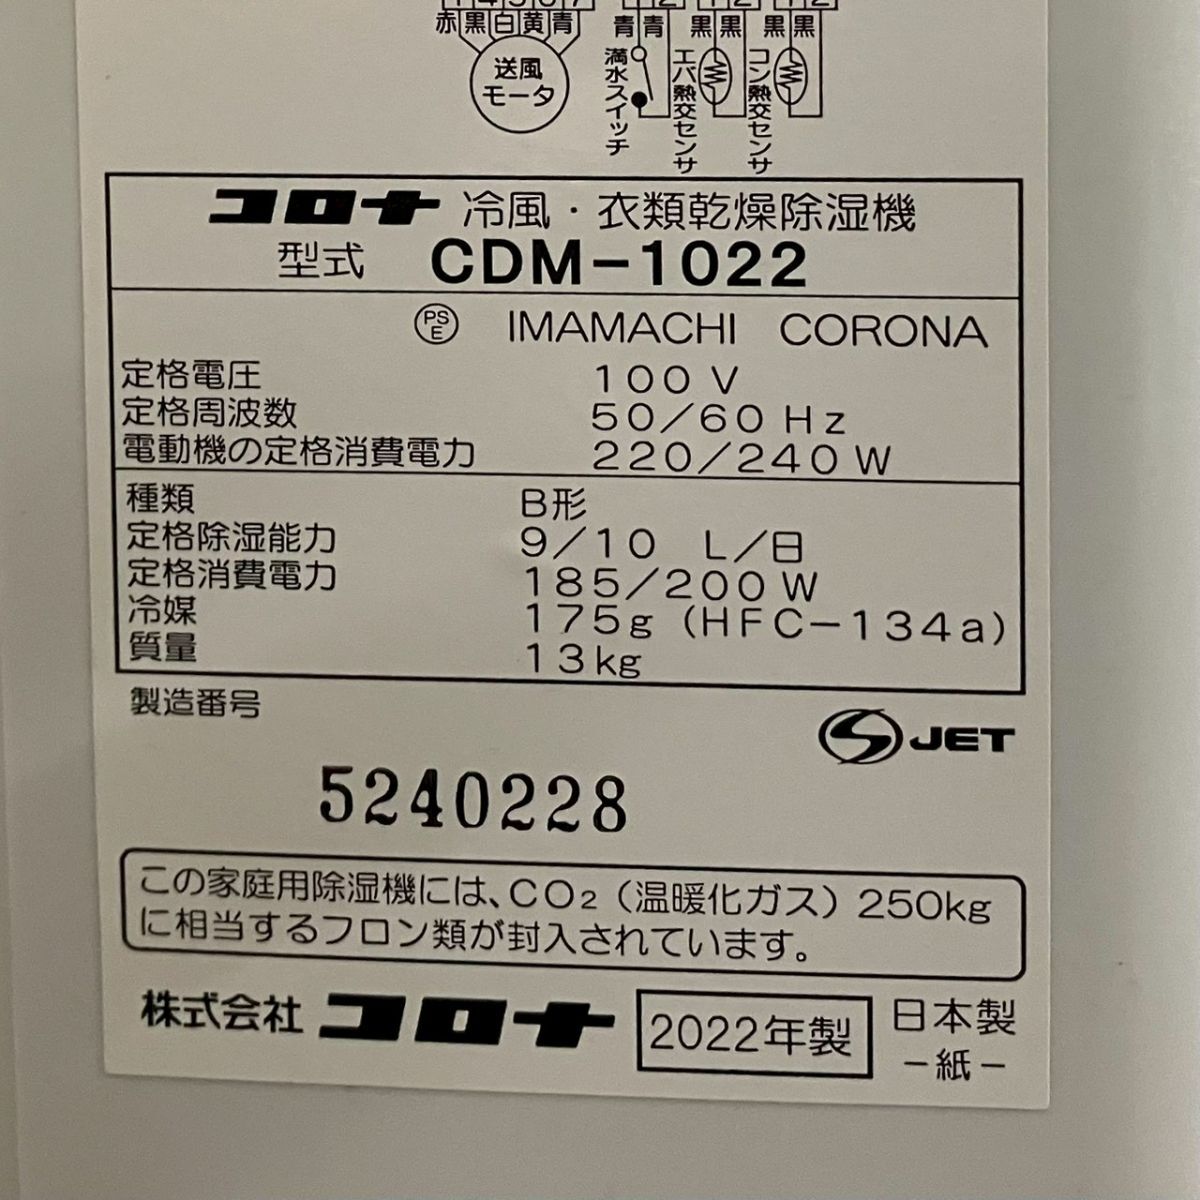 赤 黒 白 黄 青 青 青 黒 黒 黒 黒
送風
モータ
満水スイッチ
エバ熱交センサ
コン熱交センサ
コロナ 冷風・衣類乾燥除湿機
型式 CDM-1022
PSE IMAMACHI CORONA
定格電圧 100 V
定格周波数 50/60 Hz
電動機の定格消費電力 220/240 W
種類 B形
定格除湿能力 9/10 L/日
定格消費電力 185/200 W
冷媒 175g (HFC-134a)
質量 13kg
製造番号
S JET
5240228
この家庭用除湿機には、CO₂(温暖化ガス)250kg
に相当するフロン類が封入されています。
株式会社 コロナ 2022年製 日本製
-紙-